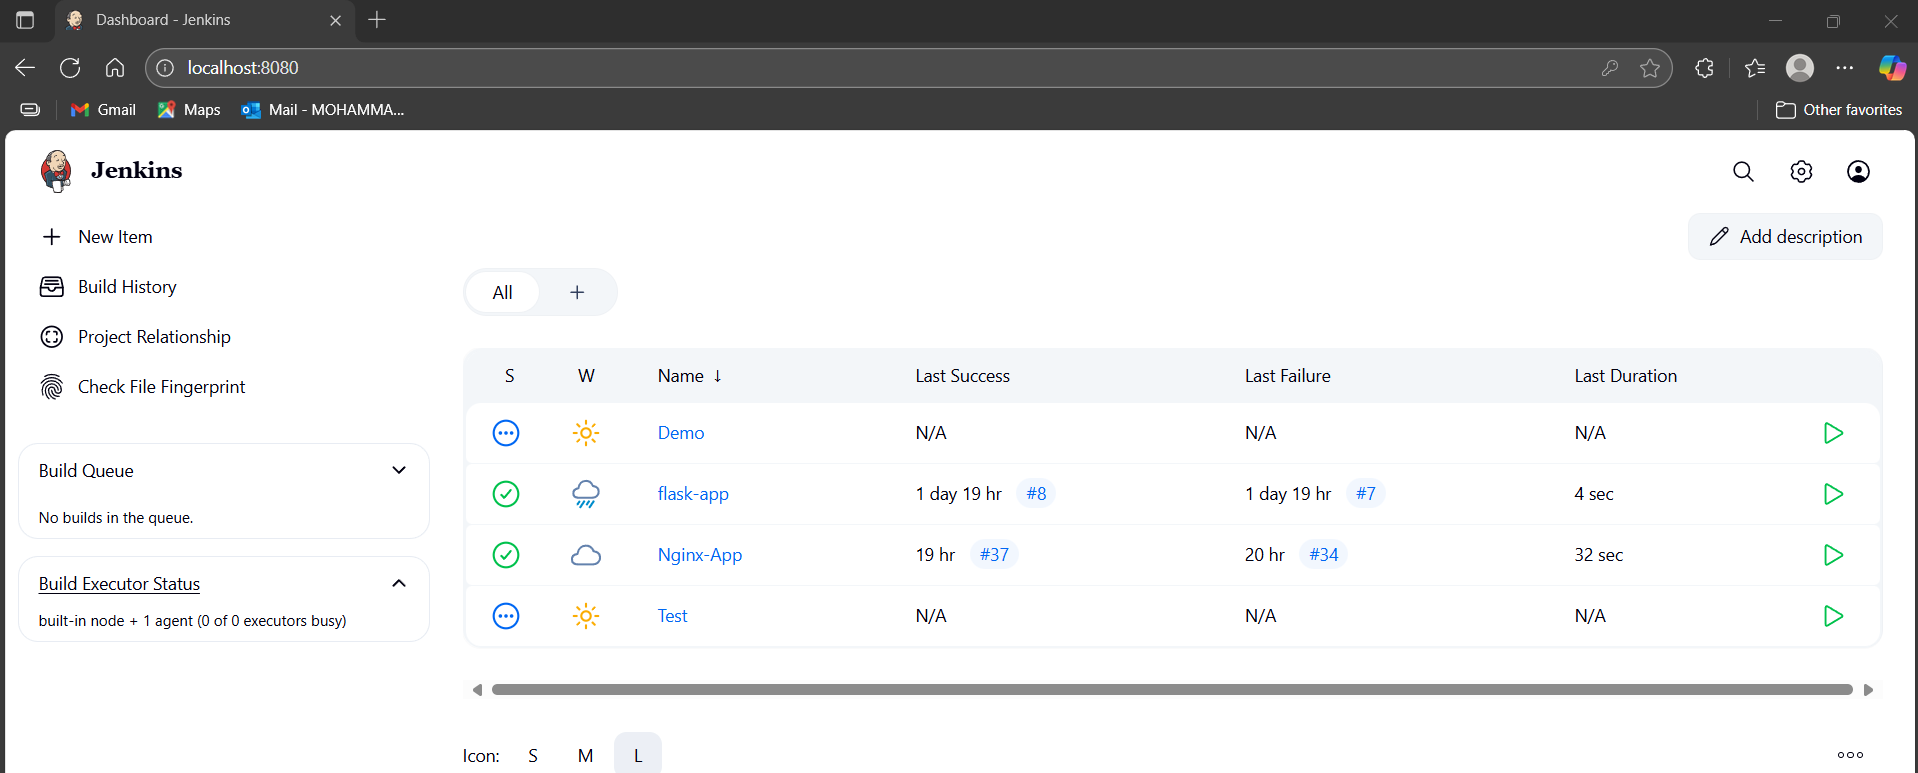 Dashboard - Jenkins
localhost:8080
Gmail Maps Mail - MOHAMMA... Other favorites
Jenkins
New Item
Add description
Build History
All +
Project Relationship
S W Name ↓ Last Success Last Failure Last Duration
Check File Fingerprint
Demo N/A N/A N/A
Build Queue
flask-app 1 day 19 hr #8 1 day 19 hr #7 4 sec
No builds in the queue.
Nginx-App 19 hr #37 20 hr #34 32 sec
Build Executor Status
built-in node + 1 agent (0 of 0 executors busy)
Test N/A N/A N/A
Icon: S M L